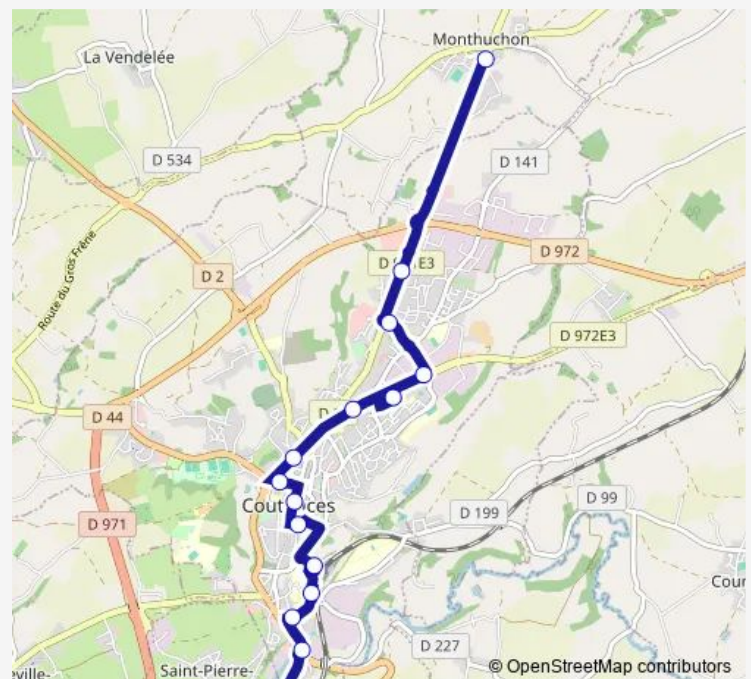 Monthuchon
La Vendelée
D 534
D 141
Route du Gros Frêne
D 972
D 2
D 972E3
D 44
D 199
D 99
D 971
D 227
Saint-Pierre-
© OpenStreetMap contributors